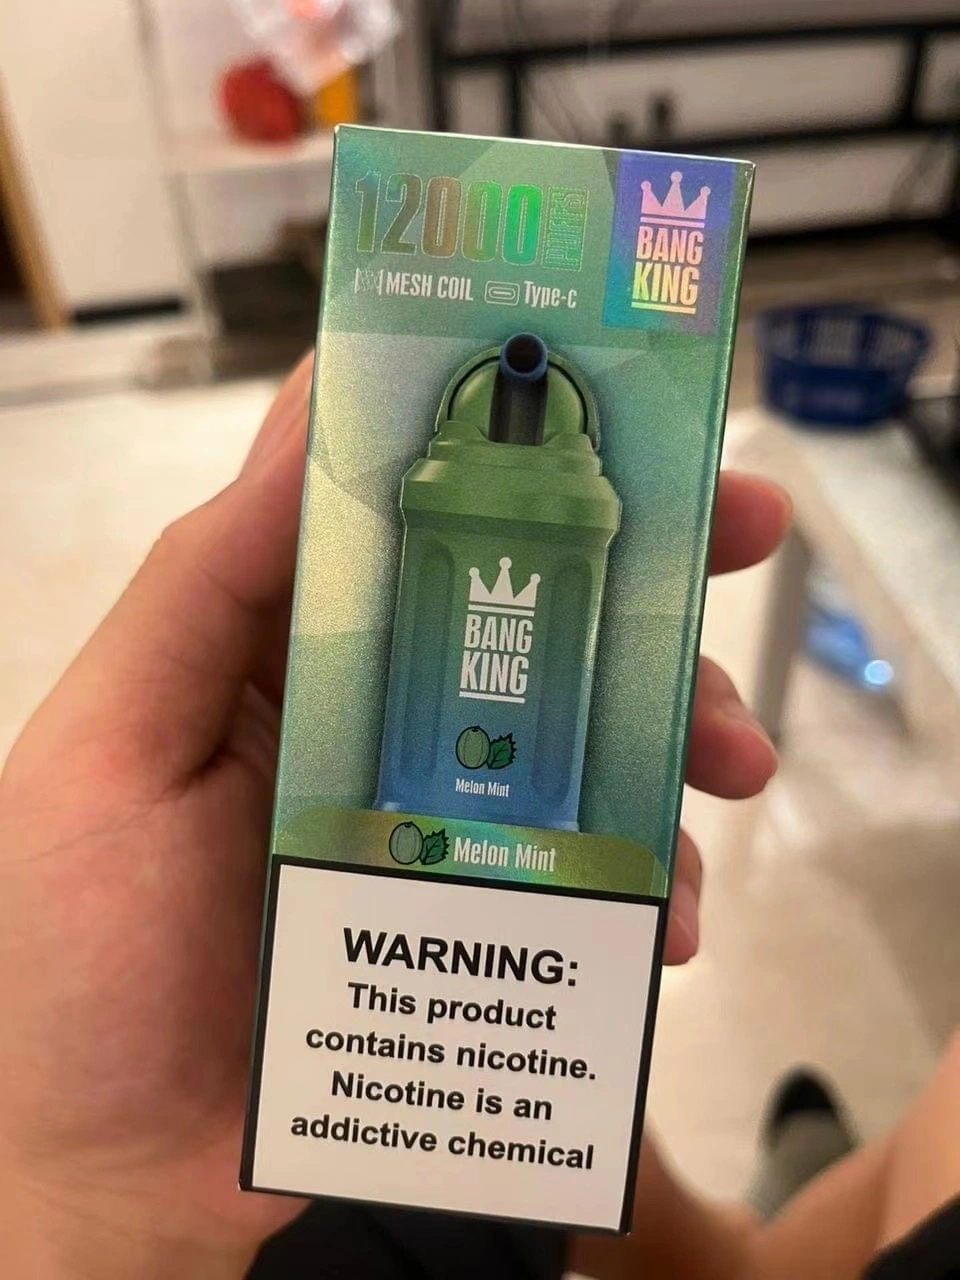 12000 PUFFS
MESH COIL Type-c
BANG
KING
BANG
KING
Melon Mint
Melon Mint
WARNING:
This product
contains nicotine.
Nicotine is an
addictive chemical